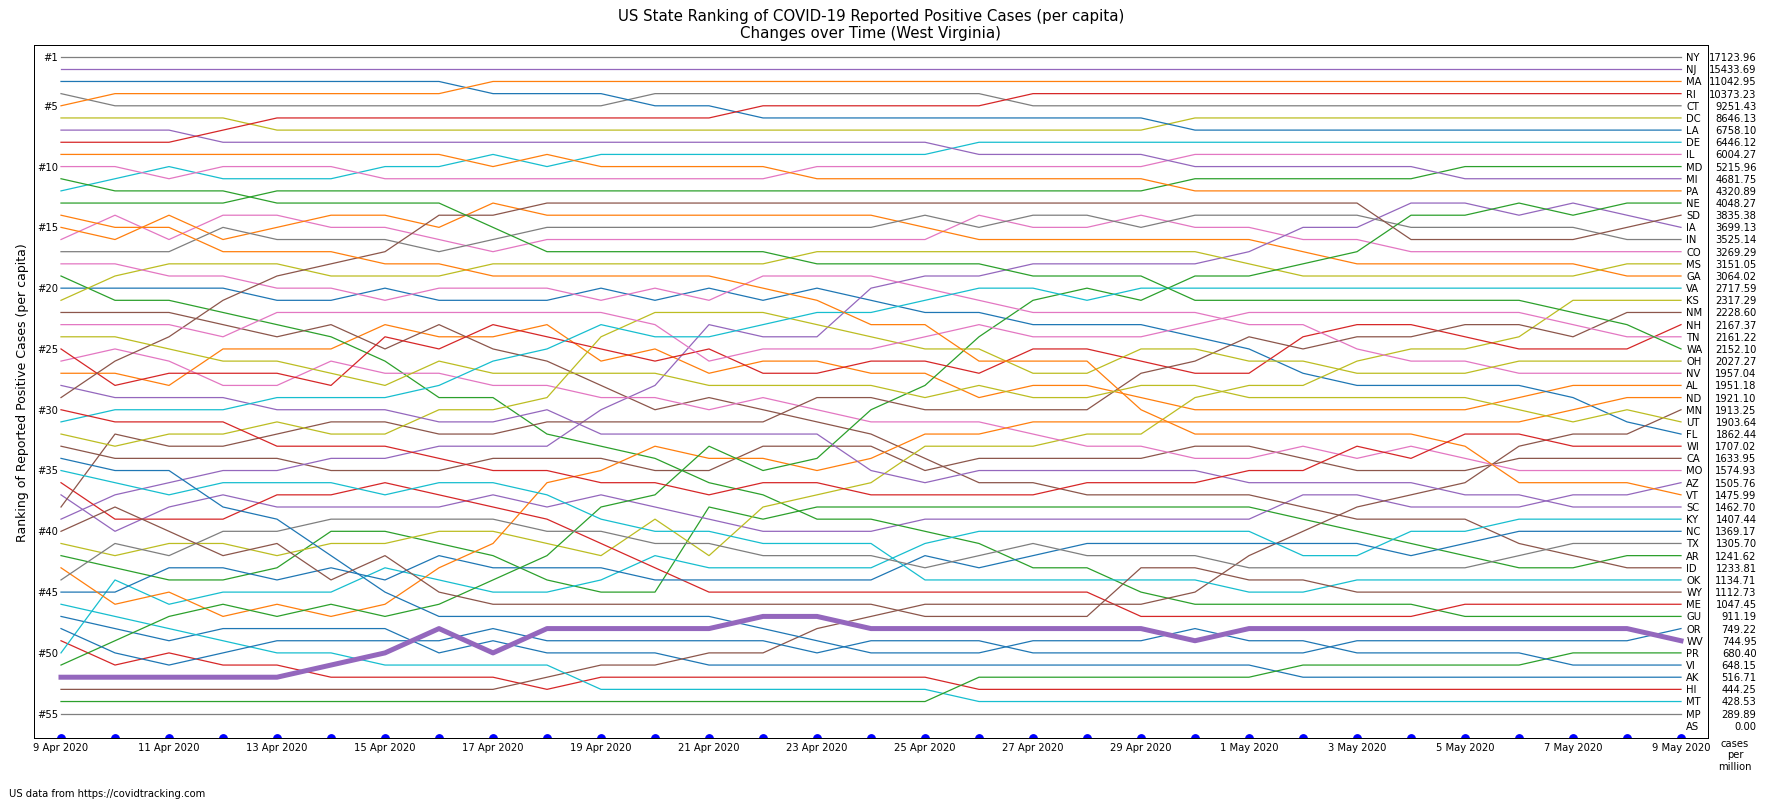 US State Ranking of COVID-19 Reported Positive Cases (per capita)
Changes over Time (West Virginia)
Ranking of Reported Positive Cases (per capita)
#1
#5
#10
#15
#20
#25
#30
#35
#40
#45
#50
#55
NY 17123.96
NJ 15433.69
MA 11042.95
RI 10373.23
CT 9251.43
DC 8646.13
LA 6758.10
DE 6446.12
IL 6004.27
MD 5215.96
MI 4681.75
PA 4320.89
NE 4048.27
SD 3835.38
IA 3699.13
IN 3525.14
CO 3269.29
MS 3151.05
GA 3064.02
VA 2717.59
KS 2317.29
NM 2228.60
NH 2167.37
TN 2161.22
WA 2152.10
OH 2027.27
NV 1957.04
AL 1951.18
ND 1921.10
MN 1913.25
UT 1903.64
FL 1862.44
WI 1707.02
CA 1633.95
MO 1574.93
AZ 1505.76
VT 1475.99
SC 1462.70
KY 1407.44
NC 1369.17
TX 1305.70
AR 1241.62
ID 1233.81
OK 1134.71
WY 1112.73
ME 1047.45
GU 911.19
OR 749.22
WV 744.95
PR 680.40
VI 648.15
AK 516.71
HI 444.25
MT 428.53
MP 289.89
AS 0.00
9 Apr 2020 11 Apr 2020 13 Apr 2020 15 Apr 2020 17 Apr 2020 19 Apr 2020 21 Apr 2020 23 Apr 2020 25 Apr 2020 27 Apr 2020 29 Apr 2020 1 May 2020 3 May 2020 5 May 2020 7 May 2020 9 May 2020
cases
per
million
US data from https://covidtracking.com